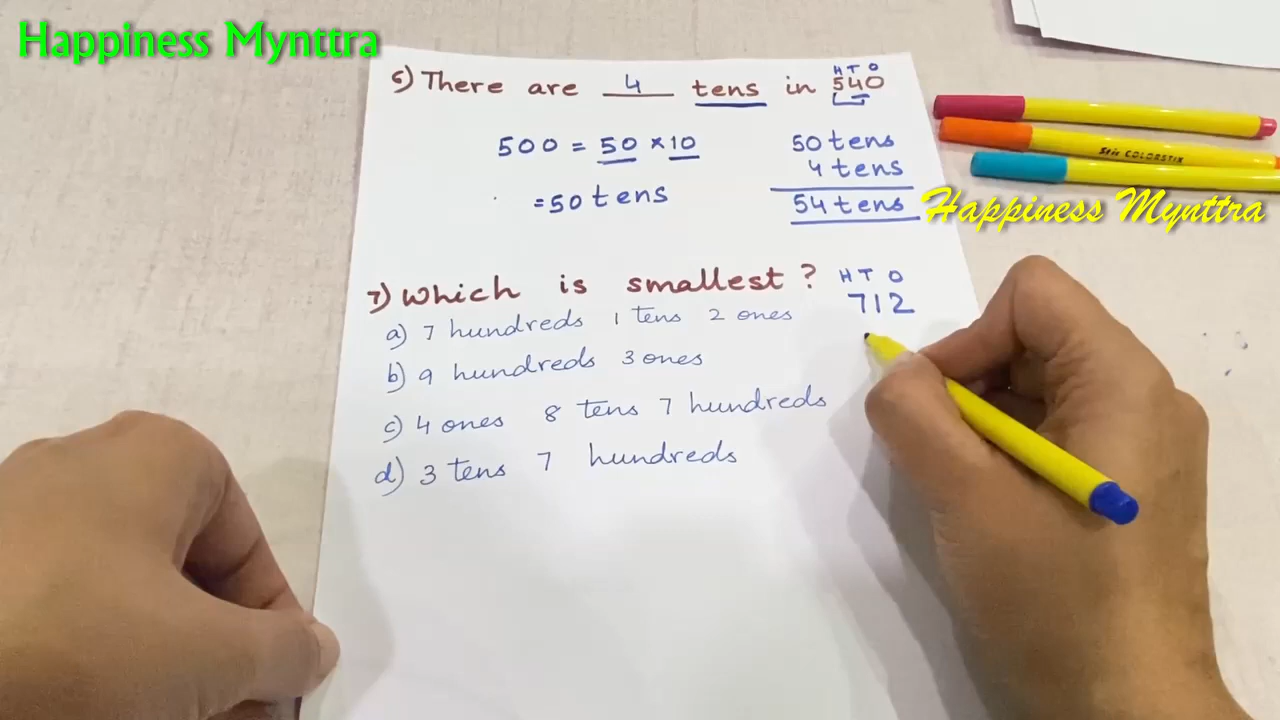 Happiness Mynttra
H T O
6) There are 4 tens in 540
500 = 50 × 10
50 tens
4 tens
= 50 tens
54 tens
Happiness Mynttra
7) Which is smallest ?
H T O
712
a) 7 hundreds 1 tens 2 ones
b) 9 hundreds 3 ones
c) 4 ones 8 tens 7 hundreds
d) 3 tens 7 hundreds
Stic COLORSTIX